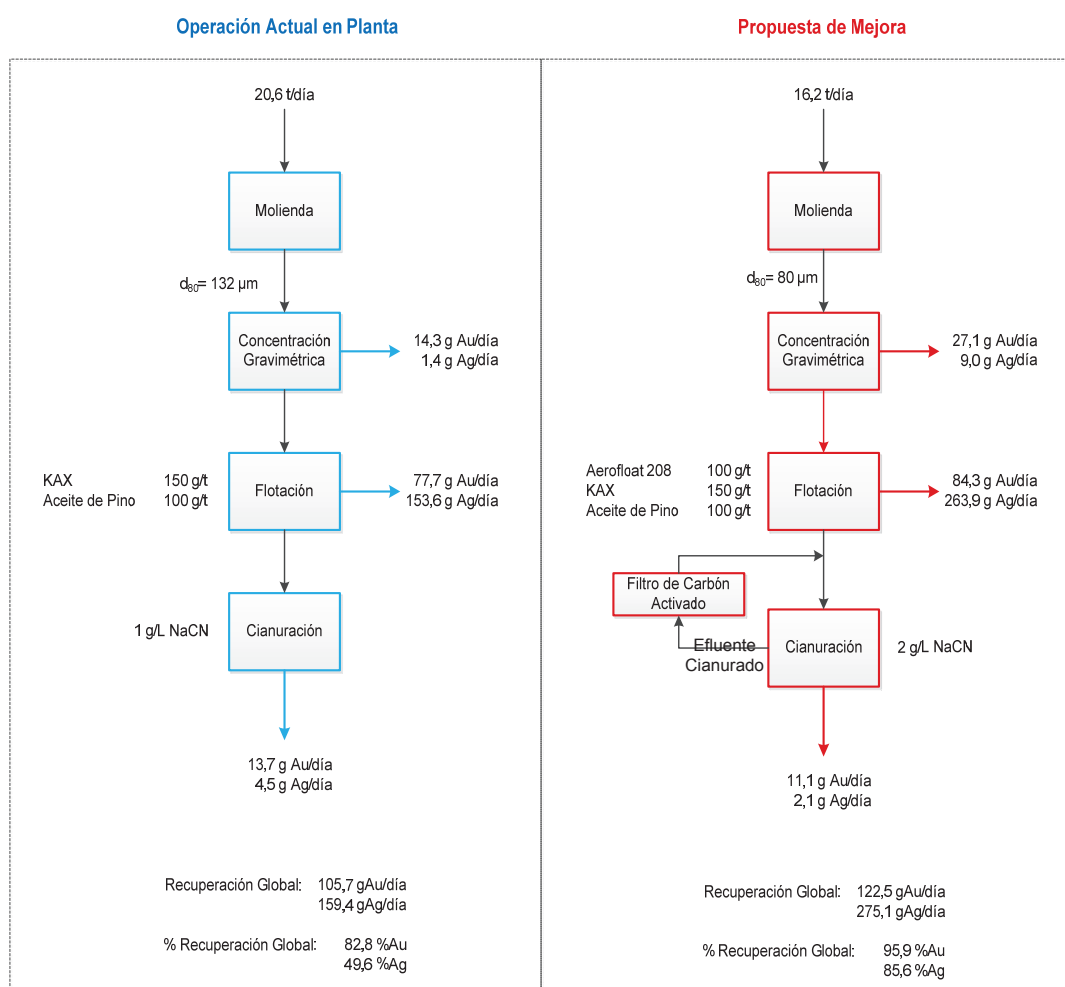 Operación Actual en Planta
20,6 t/día
Molienda
d80= 132 µm
Concentración
Gravimétrica
14,3 g Au/día
1,4 g Ag/día
KAX 150 g/t
Aceite de Pino 100 g/t
Flotación
77,7 g Au/día
153,6 g Ag/día
1 g/L NaCN
Cianuración
13,7 g Au/día
4,5 g Ag/día
Recuperación Global: 105,7 gAu/día
159,4 gAg/día
% Recuperación Global: 82,8 %Au
49,6 %Ag
Propuesta de Mejora
16,2 t/día
Molienda
d80= 80 µm
Concentración
Gravimétrica
27,1 g Au/día
9,0 g Ag/día
Aerofloat 208 100 g/t
KAX 150 g/t
Aceite de Pino 100 g/t
Flotación
84,3 g Au/día
263,9 g Ag/día
Filtro de Carbón
Activado
Efluente
Cianurado
Cianuración
2 g/L NaCN
11,1 g Au/día
2,1 g Ag/día
Recuperación Global: 122,5 gAu/día
275,1 gAg/día
% Recuperación Global: 95,9 %Au
85,6 %Ag